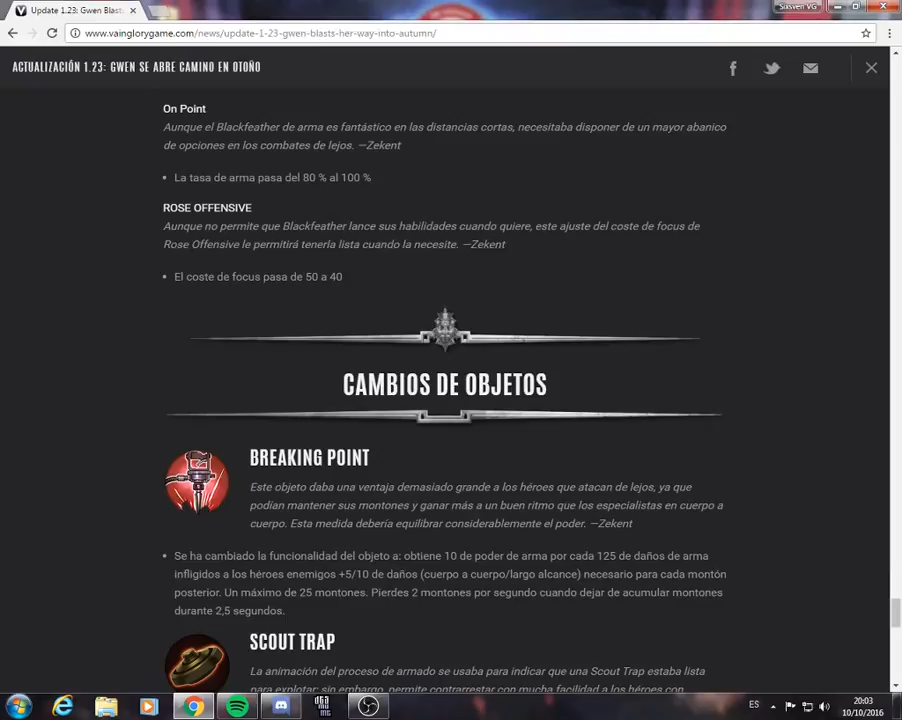 Update 1.23: Gwen Blast
Sixsven VG
www.vainglorygame.com/news/update-1-23-gwen-blasts-her-way-into-autumn/
ACTUALIZACIÓN 1.23: GWEN SE ABRE CAMINO EN OTOÑO
On Point
Aunque el Blackfeather de arma es fantástico en las distancias cortas, necesitaba disponer de un mayor abanico
de opciones en los combates de lejos. —Zekent
• La tasa de arma pasa del 80 % al 100 %
ROSE OFFENSIVE
Aunque no permite que Blackfeather lance sus habilidades cuando quiere, este ajuste del coste de focus de
Rose Offensive le permitirá tenerla lista cuando la necesite. —Zekent
• El coste de focus pasa de 50 a 40
CAMBIOS DE OBJETOS
BREAKING POINT
Este objeto daba una ventaja demasiado grande a los héroes que atacan de lejos, ya que
podían mantener sus montones y ganar más a un buen ritmo que los especialistas en cuerpo a
cuerpo. Esta medida debería equilibrar considerablemente el poder. —Zekent
• Se ha cambiado la funcionalidad del objeto a: obtiene 10 de poder de arma por cada 125 de daños de arma
infligidos a los héroes enemigos +5/10 de daños (cuerpo a cuerpo/largo alcance) necesario para cada montón
posterior. Un máximo de 25 montones. Pierdes 2 montones por segundo cuando dejar de acumular montones
durante 2,5 segundos.
SCOUT TRAP
La animación del proceso de armado se usaba para indicar que una Scout Trap estaba lista
para explotar; sin embargo, permite contrarrestar con mucha facilidad a los héroes con
ES
20:03
10/10/2016